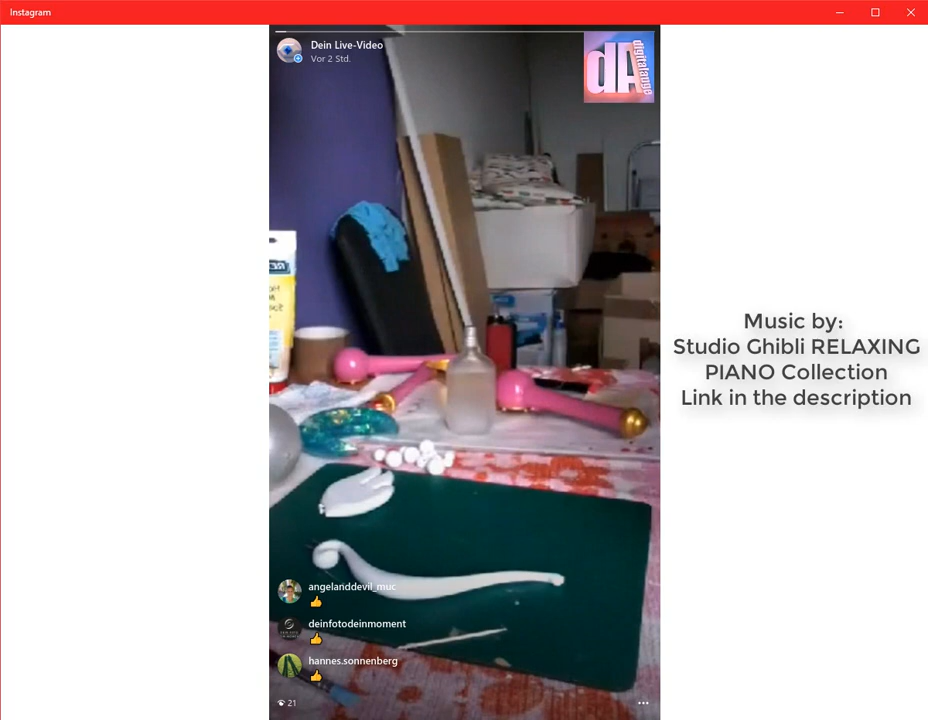 Instagram
Dein Live-Video
Vor 2 Std.
dA
digitalauge
Music by:
Studio Ghibli RELAXING
PIANO Collection
Link in the description
angelanddevil_muc
deinfotodeinmoment
hannes.sonnenberg
21